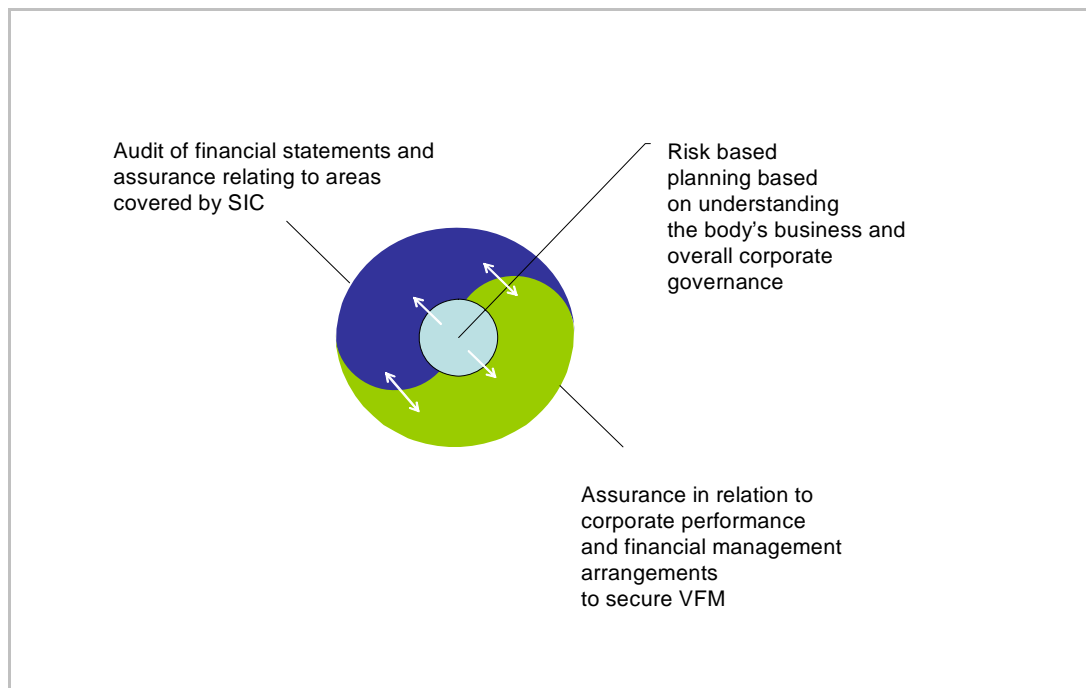 Audit of financial statements and
assurance relating to areas
covered by SIC
Risk based
planning based
on understanding
the body's business and
overall corporate
governance
Assurance in relation to
corporate performance
and financial management
arrangements
to secure VFM